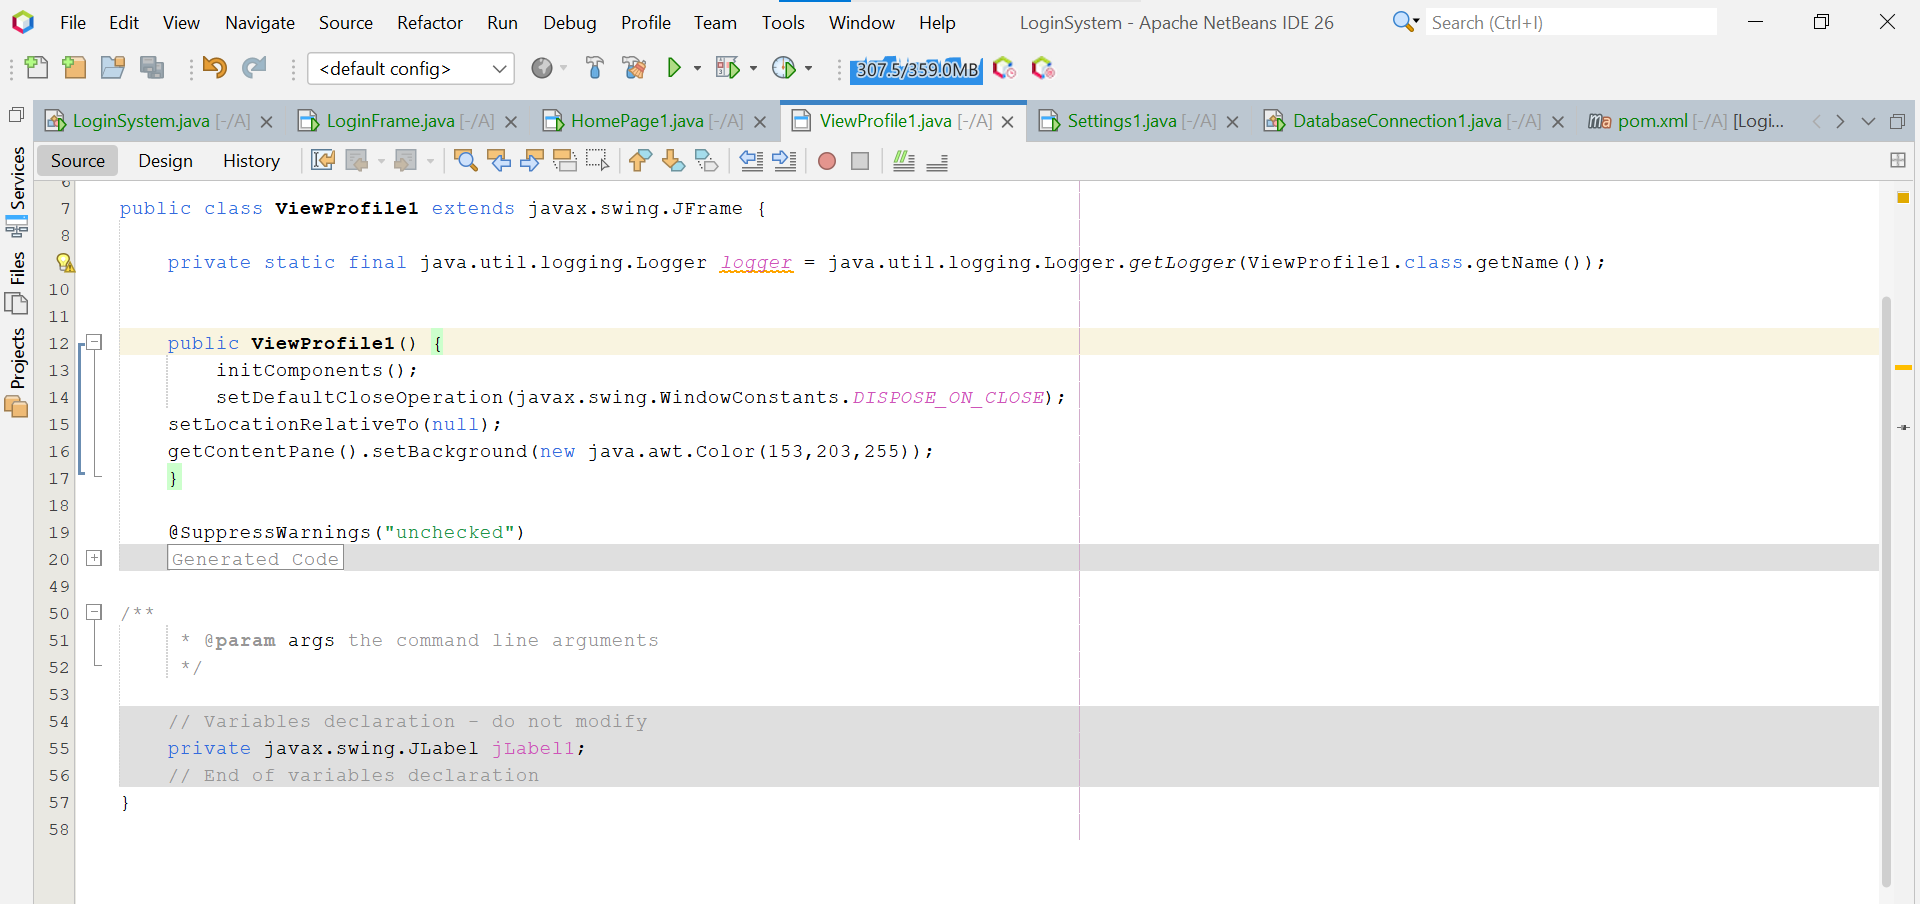 File Edit View Navigate Source Refactor Run Debug Profile Team Tools Window Help LoginSystem - Apache NetBeans IDE 26 Search (Ctrl+I)
<default config> 307.5/359.0MB
LoginSystem.java [-/A] LoginFrame.java [-/A] HomePage1.java [-/A] ViewProfile1.java [-/A] Settings1.java [-/A] DatabaseConnection1.java [-/A] pom.xml [-/A] [Logi...
Source Design History
Services
Files
Projects
6
7 public class ViewProfile1 extends javax.swing.JFrame {
8
private static final java.util.logging.Logger logger = java.util.logging.Logger.getLogger(ViewProfile1.class.getName());
10
11
12 public ViewProfile1() {
13 initComponents();
14 setDefaultCloseOperation(javax.swing.WindowConstants.DISPOSE_ON_CLOSE);
15 setLocationRelativeTo(null);
16 getContentPane().setBackground(new java.awt.Color(153,203,255));
17 }
18
19 @SuppressWarnings("unchecked")
20 Generated Code
49
50 /**
51 * @param args the command line arguments
52 */
53
54 // Variables declaration - do not modify
55 private javax.swing.JLabel jLabel1;
56 // End of variables declaration
57 }
58